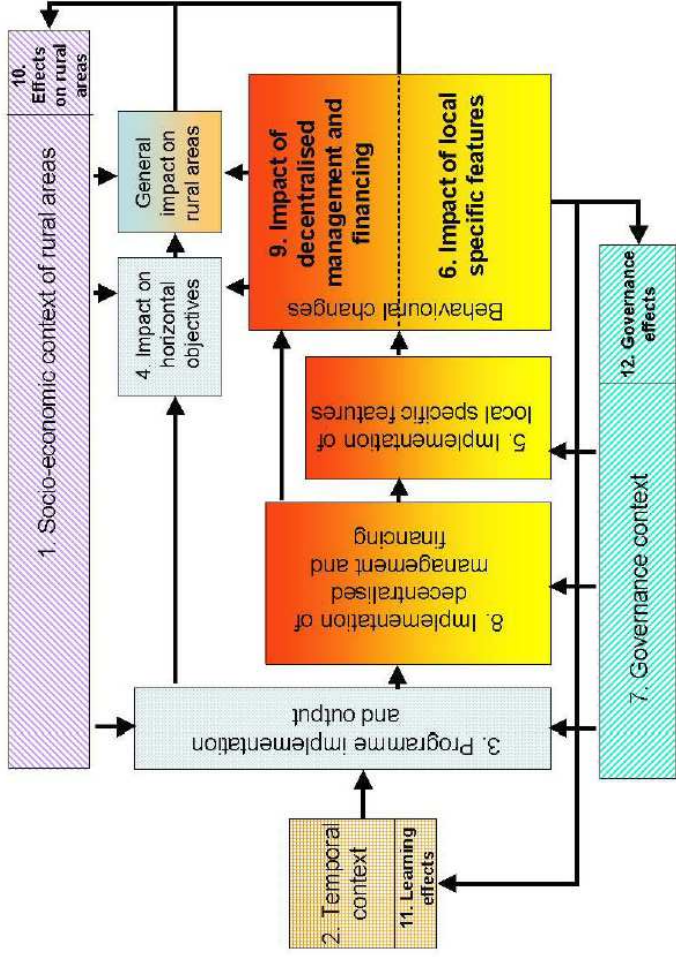 1. Socio-economic context of rural areas
10.
Effects
on rural
areas
4. Impact on
horizontal
objectives
General
impact on
rural areas
2. Temporal
context
11. Learning
effects
3. Programme implementation
and output
8. Implementation of
decentralised
management and
financing
5. Implementation of
local specific features
Behavioural changes
9. Impact of
decentralised
management and
financing
6. Impact of local
specific features
7. Governance context
12. Governance
effects